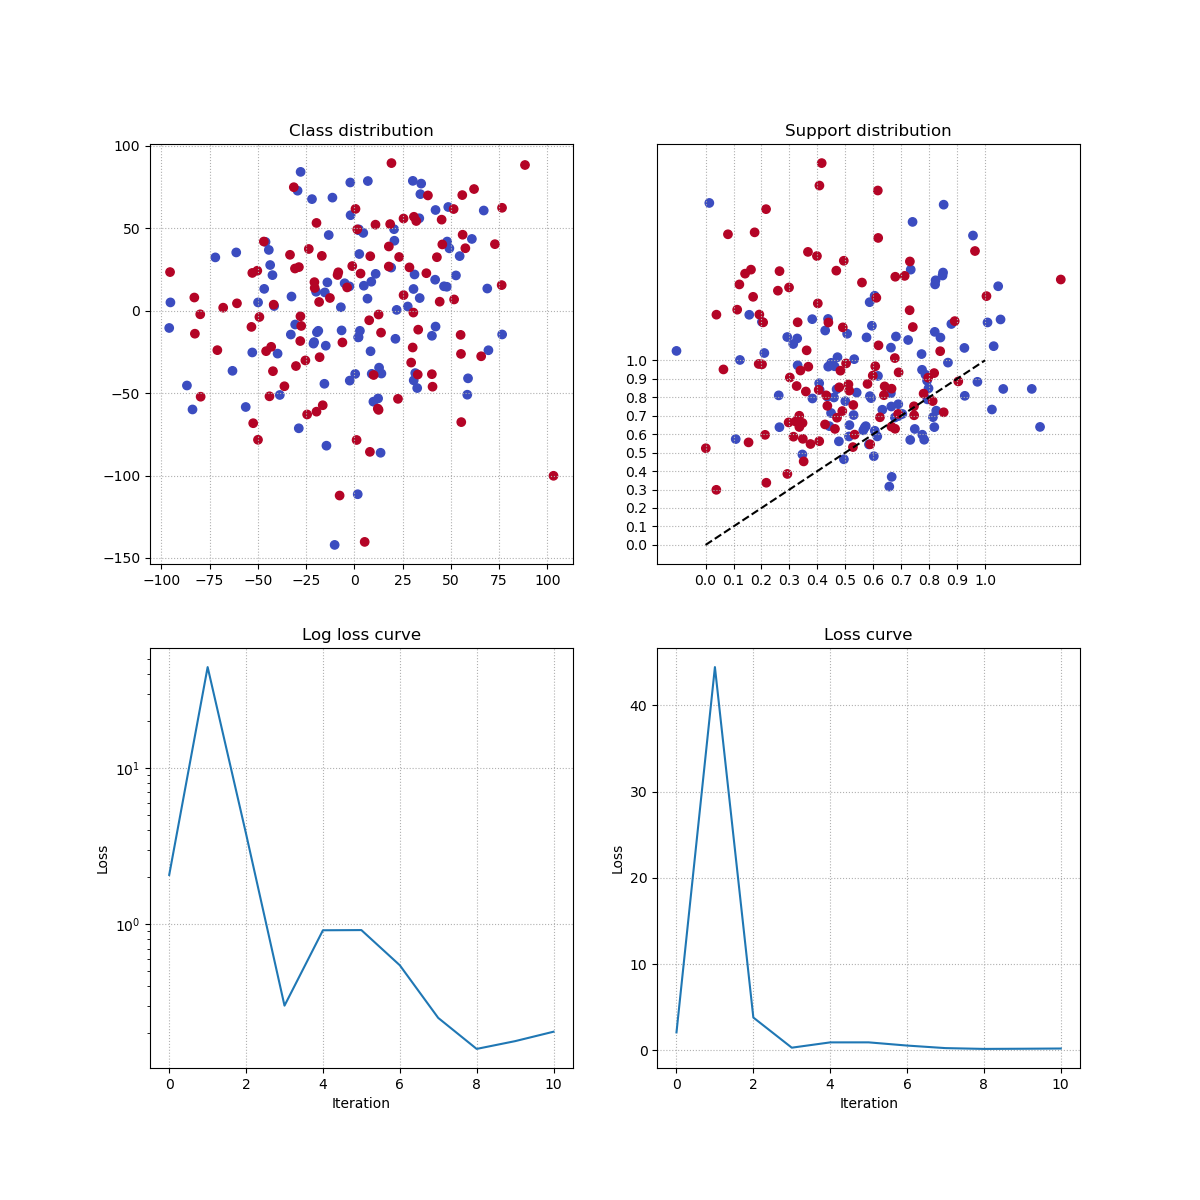 Class distribution
100
50
0
−50
−100
−150
−100 −75 −50 −25 0 25 50 75 100
Support distribution
1.0
0.9
0.8
0.7
0.6
0.5
0.4
0.3
0.2
0.1
0.0
0.0 0.1 0.2 0.3 0.4 0.5 0.6 0.7 0.8 0.9 1.0
Log loss curve
Loss
10¹
10⁰
0 2 4 6 8 10
Iteration
Loss curve
Loss
40
30
20
10
0
0 2 4 6 8 10
Iteration